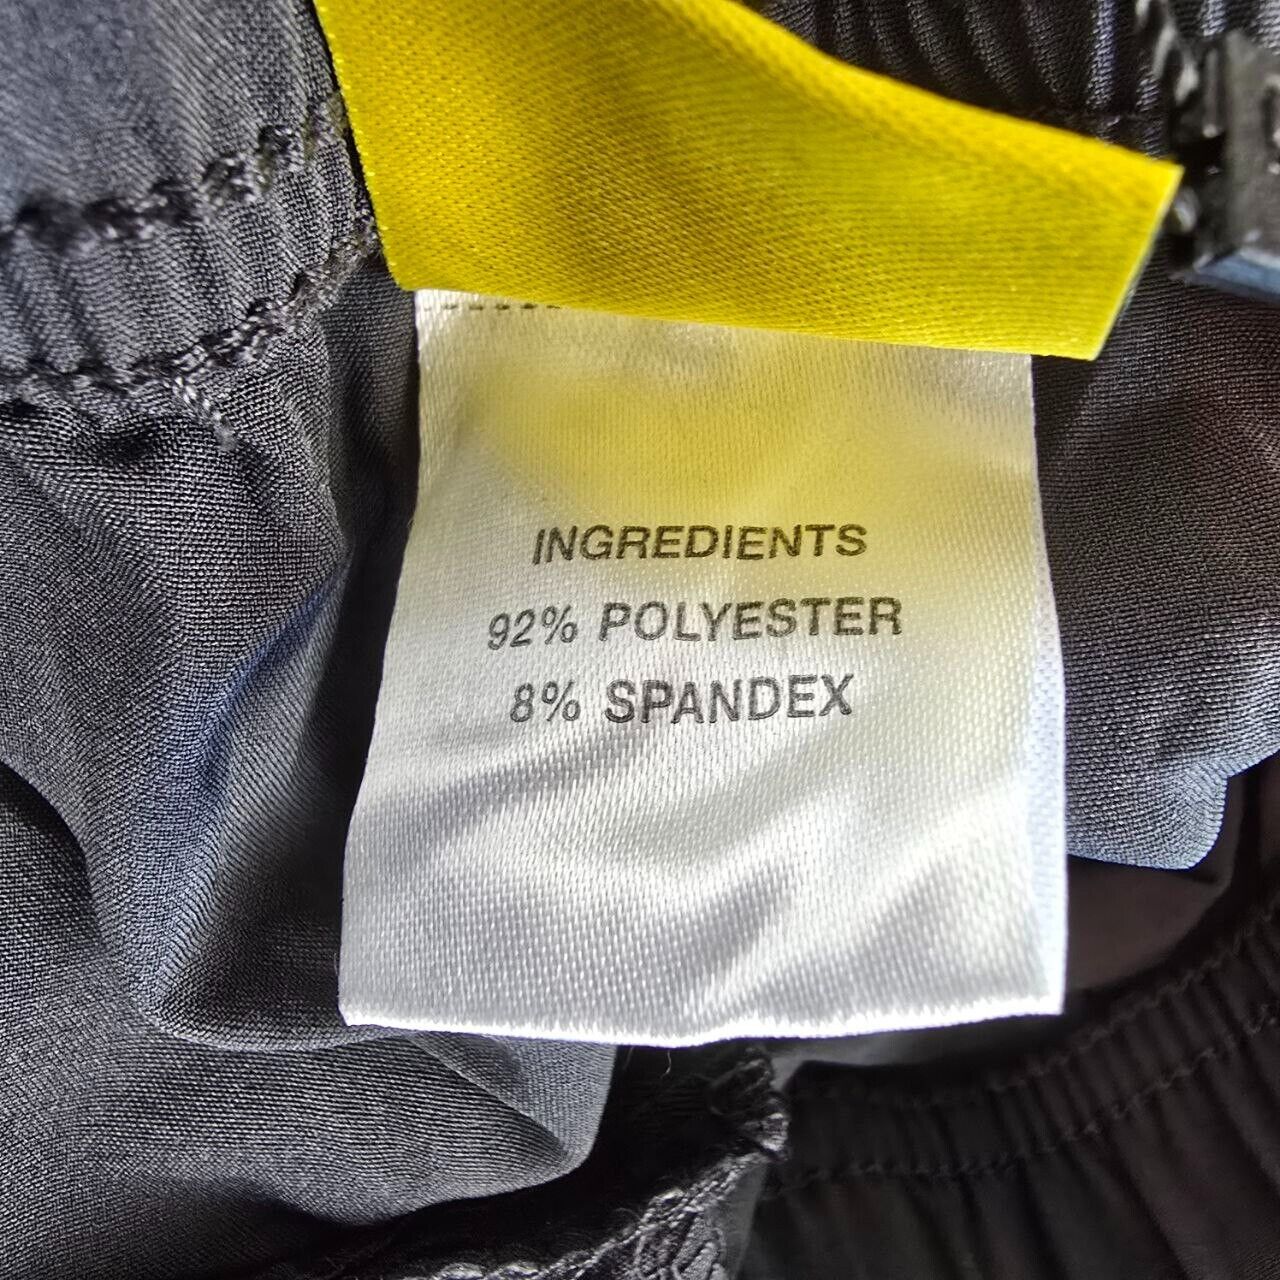 INGREDIENTS
92% POLYESTER
8% SPANDEX